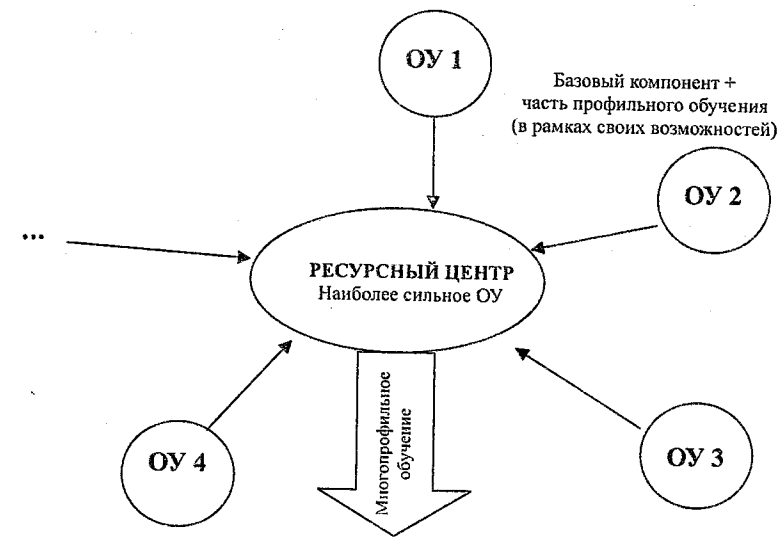 ОУ 1
Базовый компонент +
часть профильного обучения
(в рамках своих возможностей)
ОУ 2
...
РЕСУРСНЫЙ ЦЕНТР
Наиболее сильное ОУ
Многопрофильное
обучение
ОУ 4
ОУ 3